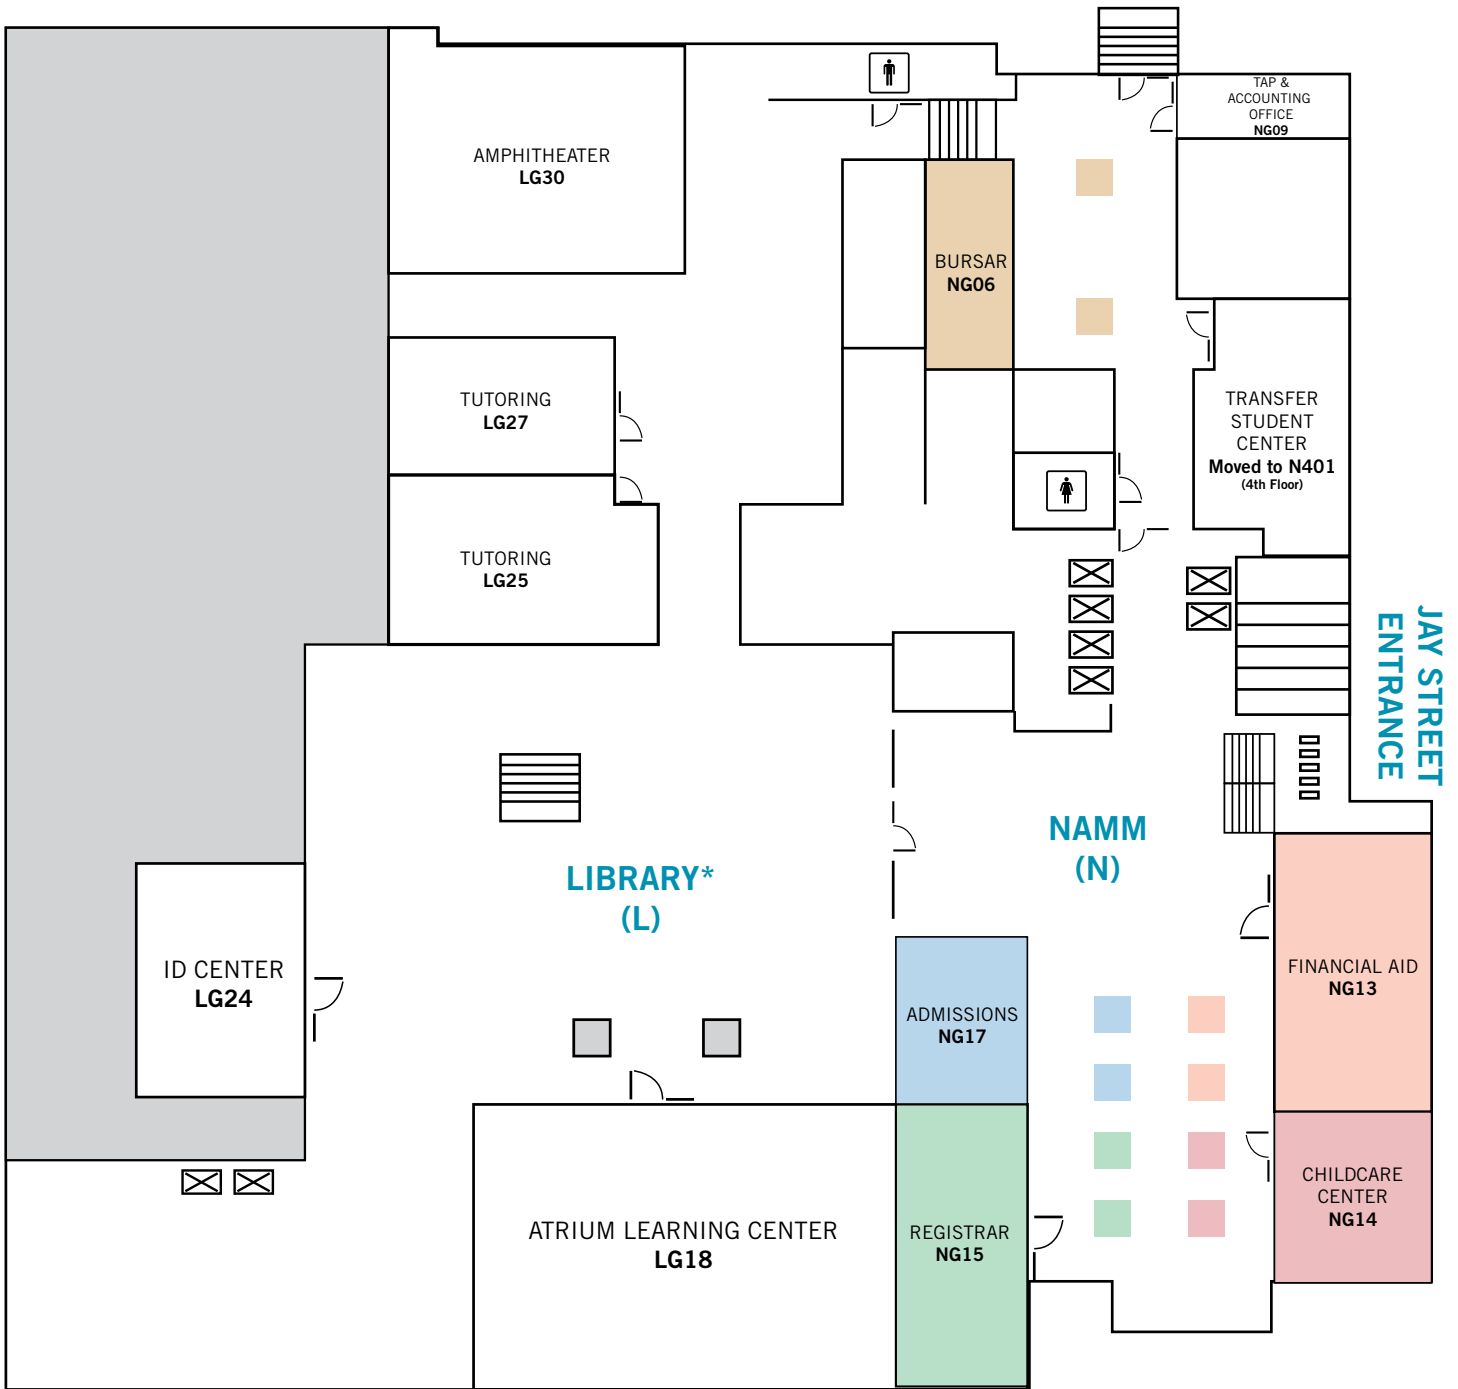 TAP &
ACCOUNTING
OFFICE
NG09
AMPHITHEATER
LG30
BURSAR
NG06
TUTORING
LG27
TRANSFER
STUDENT
CENTER
Moved to N401
(4th Floor)
TUTORING
LG25
JAY STREET
ENTRANCE
NAMM
(N)
LIBRARY*
(L)
ID CENTER
LG24
FINANCIAL AID
NG13
ADMISSIONS
NG17
CHILDCARE
CENTER
NG14
ATRIUM LEARNING CENTER
LG18
REGISTRAR
NG15